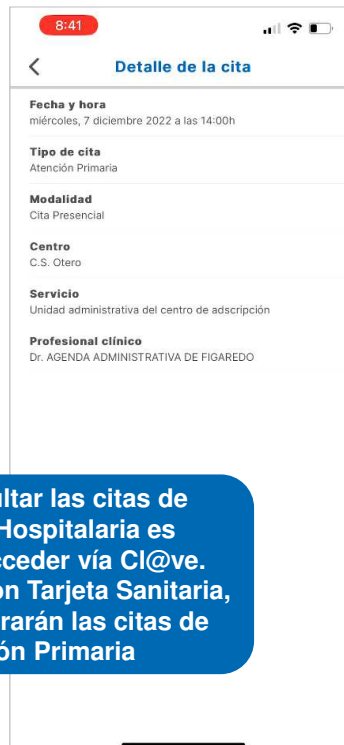 8:41
Detalle de la cita
Fecha y hora
miércoles, 7 diciembre 2022 a las 14:00h
Tipo de cita
Atención Primaria
Modalidad
Cita Presencial
Centro
C.S. Otero
Servicio
Unidad administrativa del centro de adscripción
Profesional clínico
Dr. AGENDA ADMINISTRATIVA DE FIGAREDO
ltar las citas de
Hospitalaria es
cceder vía Cl@ve.
on Tarjeta Sanitaria,
rarán las citas de
ón Primaria